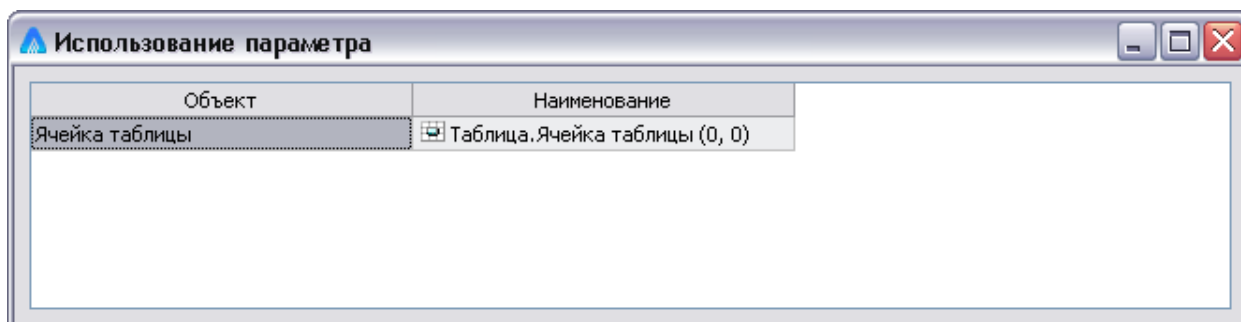 Использование параметра
Объект Наименование
Ячейка таблицы Таблица.Ячейка таблицы (0, 0)